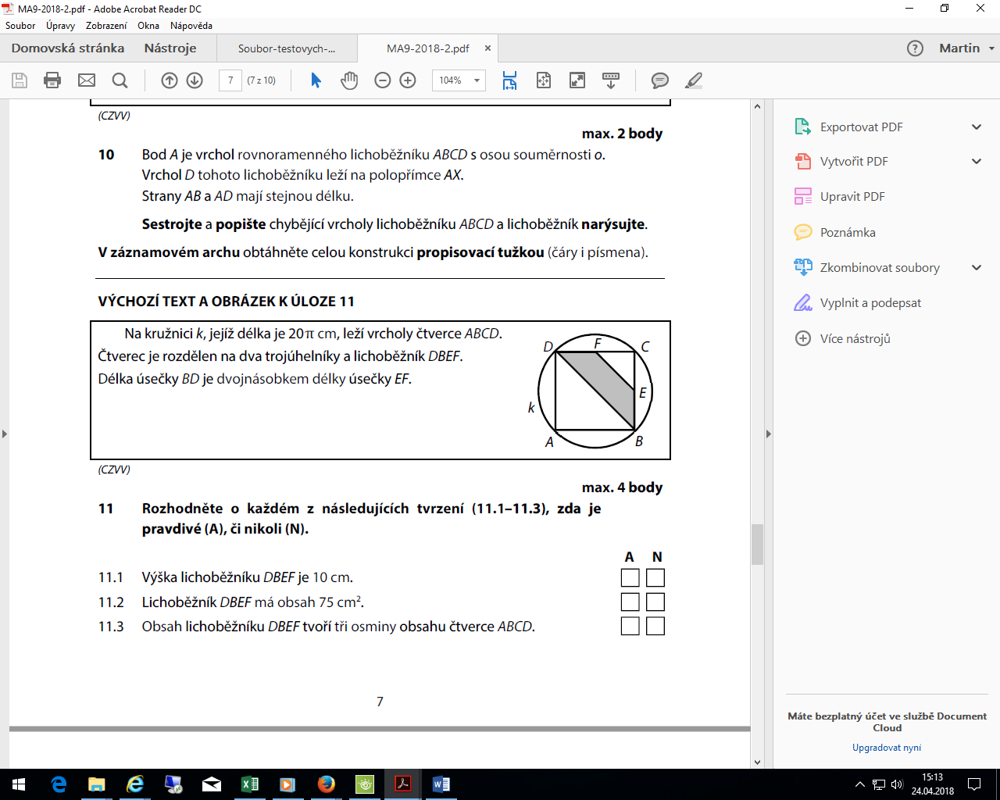 MA9-2018-2.pdf - Adobe Acrobat Reader DC
Soubor Úpravy Zobrazení Okna Nápověda
Domovská stránka Nástroje Soubor-testovych-... MA9-2018-2.pdf × ? Martin
7 (7 z 10) 104%
(CZVV)
max. 2 body
10 Bod A je vrchol rovnoramenného lichoběžníku ABCD s osou souměrnosti o.
Vrchol D tohoto lichoběžníku leží na polopřímce AX.
Strany AB a AD mají stejnou délku.
Sestrojte a popište chybějící vrcholy lichoběžníku ABCD a lichoběžník narýsujte.
V záznamovém archu obtáhněte celou konstrukci propisovací tužkou (čáry i písmena).
VÝCHOZÍ TEXT A OBRÁZEK K ÚLOZE 11
Na kružnici k, jejíž délka je 20π cm, leží vrcholy čtverce ABCD.
Čtverec je rozdělen na dva trojúhelníky a lichoběžník DBEF.
Délka úsečky BD je dvojnásobkem délky úsečky EF.
D F C
E
k
A B
(CZVV)
max. 4 body
11 Rozhodněte o každém z následujících tvrzení (11.1–11.3), zda je
pravdivé (A), či nikoli (N).
A N
11.1 Výška lichoběžníku DBEF je 10 cm.
11.2 Lichoběžník DBEF má obsah 75 cm².
11.3 Obsah lichoběžníku DBEF tvoří tři osminy obsahu čtverce ABCD.
7
Exportovat PDF
Vytvořit PDF
Upravit PDF
Poznámka
Zkombinovat soubory
Vyplnit a podepsat
Více nástrojů
Máte bezplatný účet ve službě Document
Cloud
Upgradovat nyní
15:13
24.04.2018